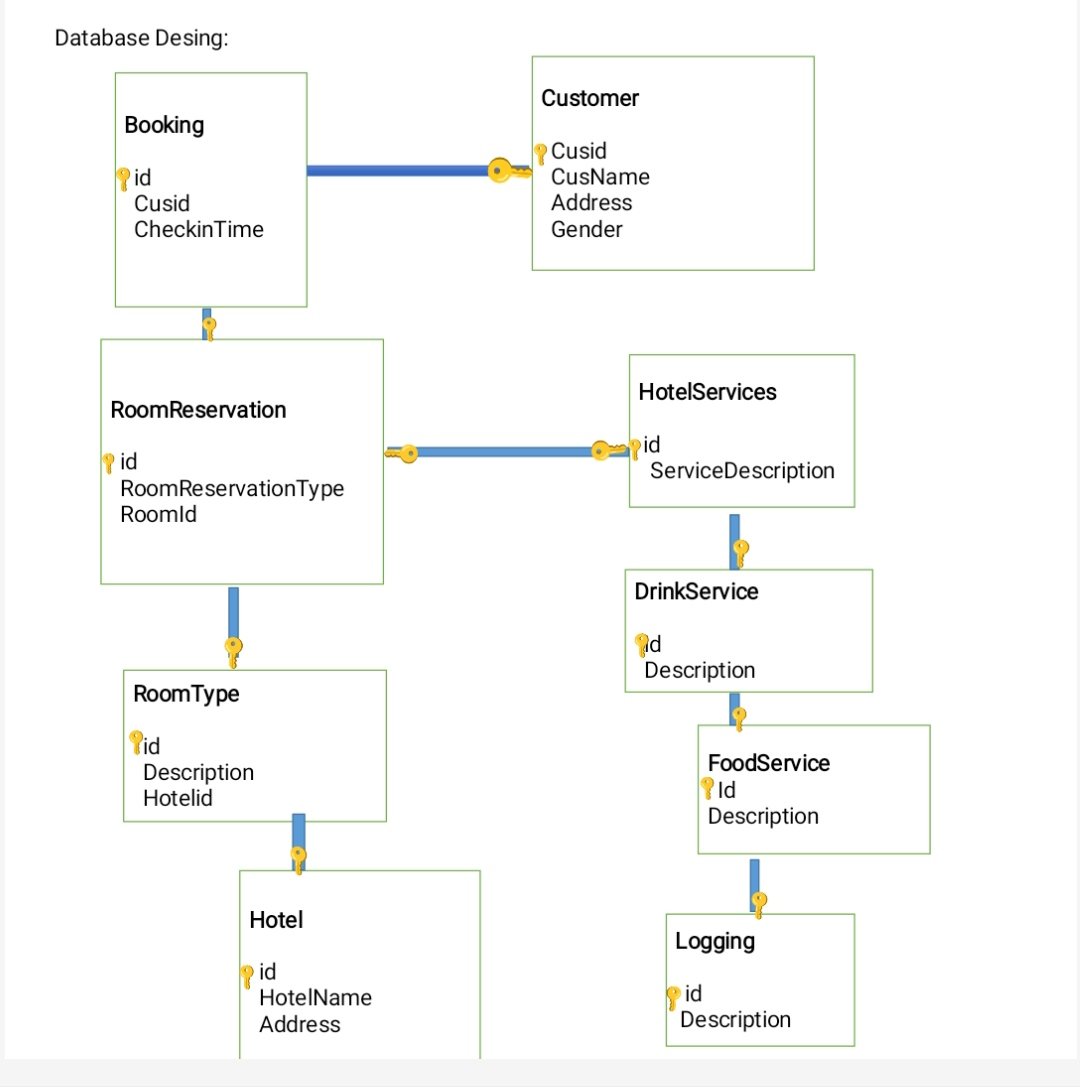 Database Desing:
Booking
id
Cusid
CheckinTime
Customer
Cusid
CusName
Address
Gender
RoomReservation
id
RoomReservationType
RoomId
HotelServices
id
ServiceDescription
DrinkService
id
Description
RoomType
id
Description
Hotelid
FoodService
Id
Description
Hotel
id
HotelName
Address
Logging
id
Description